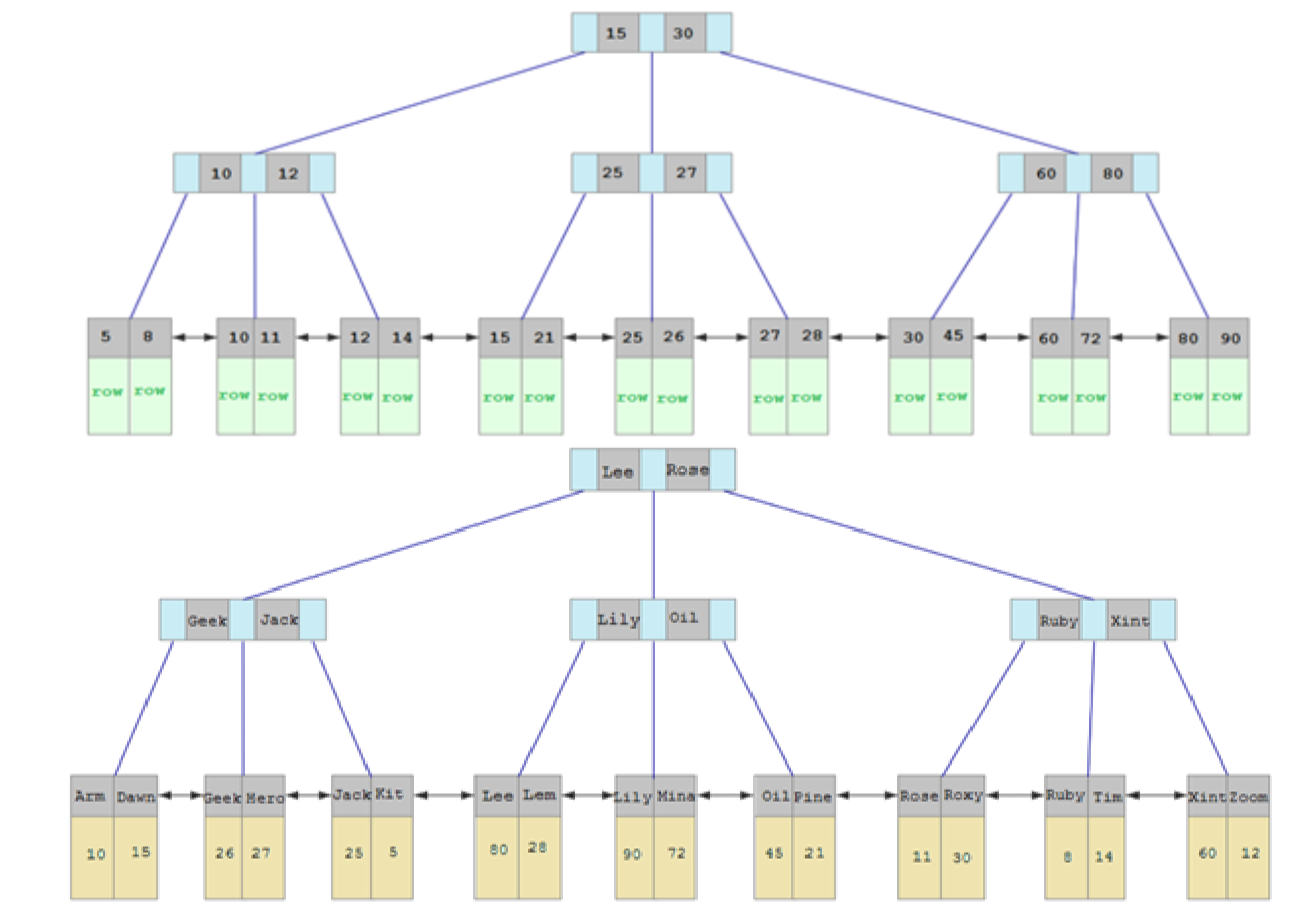 15 30
10 12 25 27 60 80
5 8 10 11 12 14 15 21 25 26 27 28 30 45 60 72 80 90
row row row row row row row row row row row row row row row row row row
Lee Rose
Geek Jack Lily Oil Ruby Xint
Arm Dawn Geek Hero Jack Kit Lee Lem Lily Mina Oil Pine Rose Roxy Ruby Tim Xint Zoom
10 15 26 27 25 5 80 28 90 72 45 21 11 30 8 14 60 12